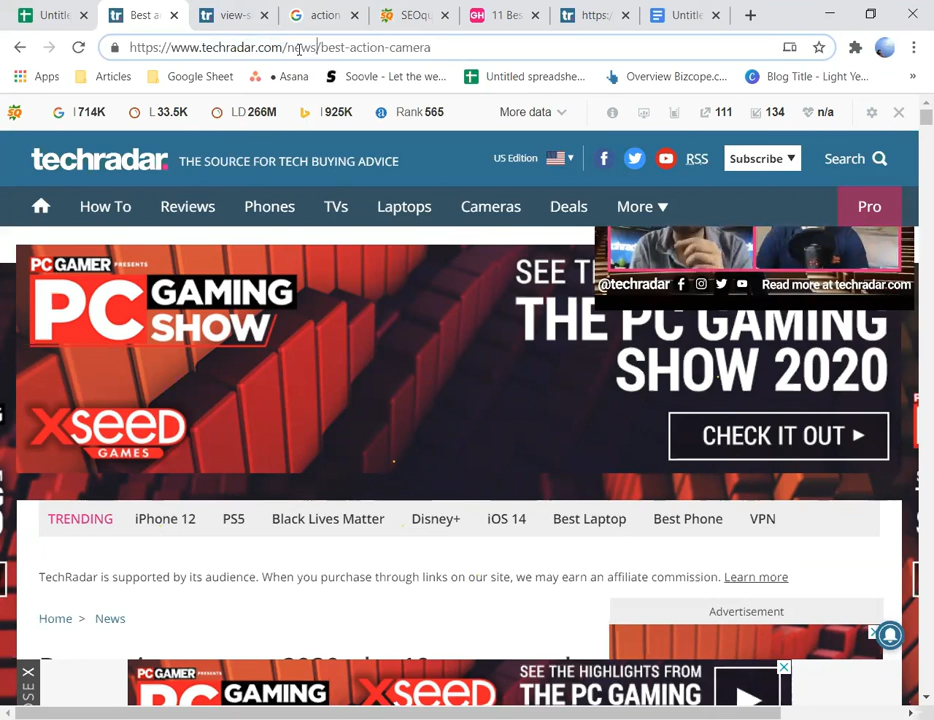 Untitle
Best a
view-s
action
SEOqu
11 Bes
https:/
Untitle
https://www.techradar.com/news/best-action-camera
Apps
Articles
Google Sheet
Asana
Soovle - Let the we...
Untitled spreadshe...
Overview Bizcope.c...
Blog Title - Light Ye...
»
I 714K
L 33.5K
LD 266M
I 925K
Rank 565
More data
111
134
n/a
techradar.
THE SOURCE FOR TECH BUYING ADVICE
US Edition
RSS
Subscribe
Search
How To
Reviews
Phones
TVs
Laptops
Cameras
Deals
More
Pro
PC GAMER PRESENTS
PC GAMING SHOW
XSEED GAMES
SEE TH
THE PC GAMING
SHOW 2020
CHECK IT OUT
@techradar
Read more at techradar.com
TRENDING
iPhone 12
PS5
Black Lives Matter
Disney+
iOS 14
Best Laptop
Best Phone
VPN
TechRadar is supported by its audience. When you purchase through links on our site, we may earn an affiliate commission. Learn more
Home > News
Advertisement
PC GAMER PRESENTS
PC GAMING
XSEED
SEE THE HIGHLIGHTS FROM
THE PC GAMING
OSE X